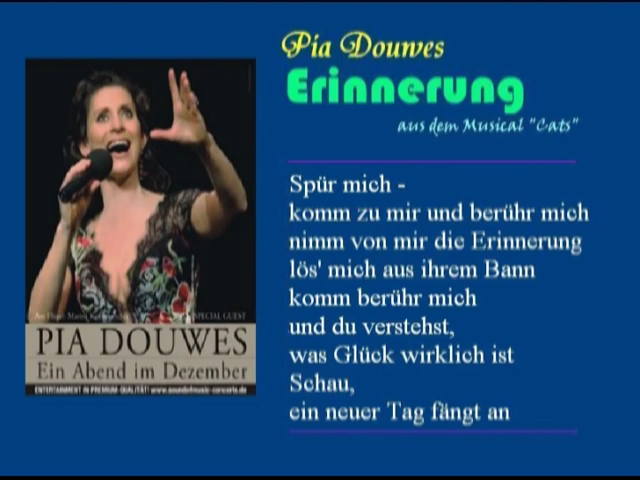 Pia Douwes
Erinnerung
aus dem Musical "Cats"
Spür mich -
komm zu mir und berühr mich
nimm von mir die Erinnerung
lös' mich aus ihrem Bann
komm berühr mich
und du verstehst,
was Glück wirklich ist
Schau,
ein neuer Tag fängt an
SPECIAL GUEST
PIA DOUWES
Ein Abend im Dezember
ENTERTAINMENT IN PREMIUM-QUALITÄT! www.soundofmusic-concerts.de